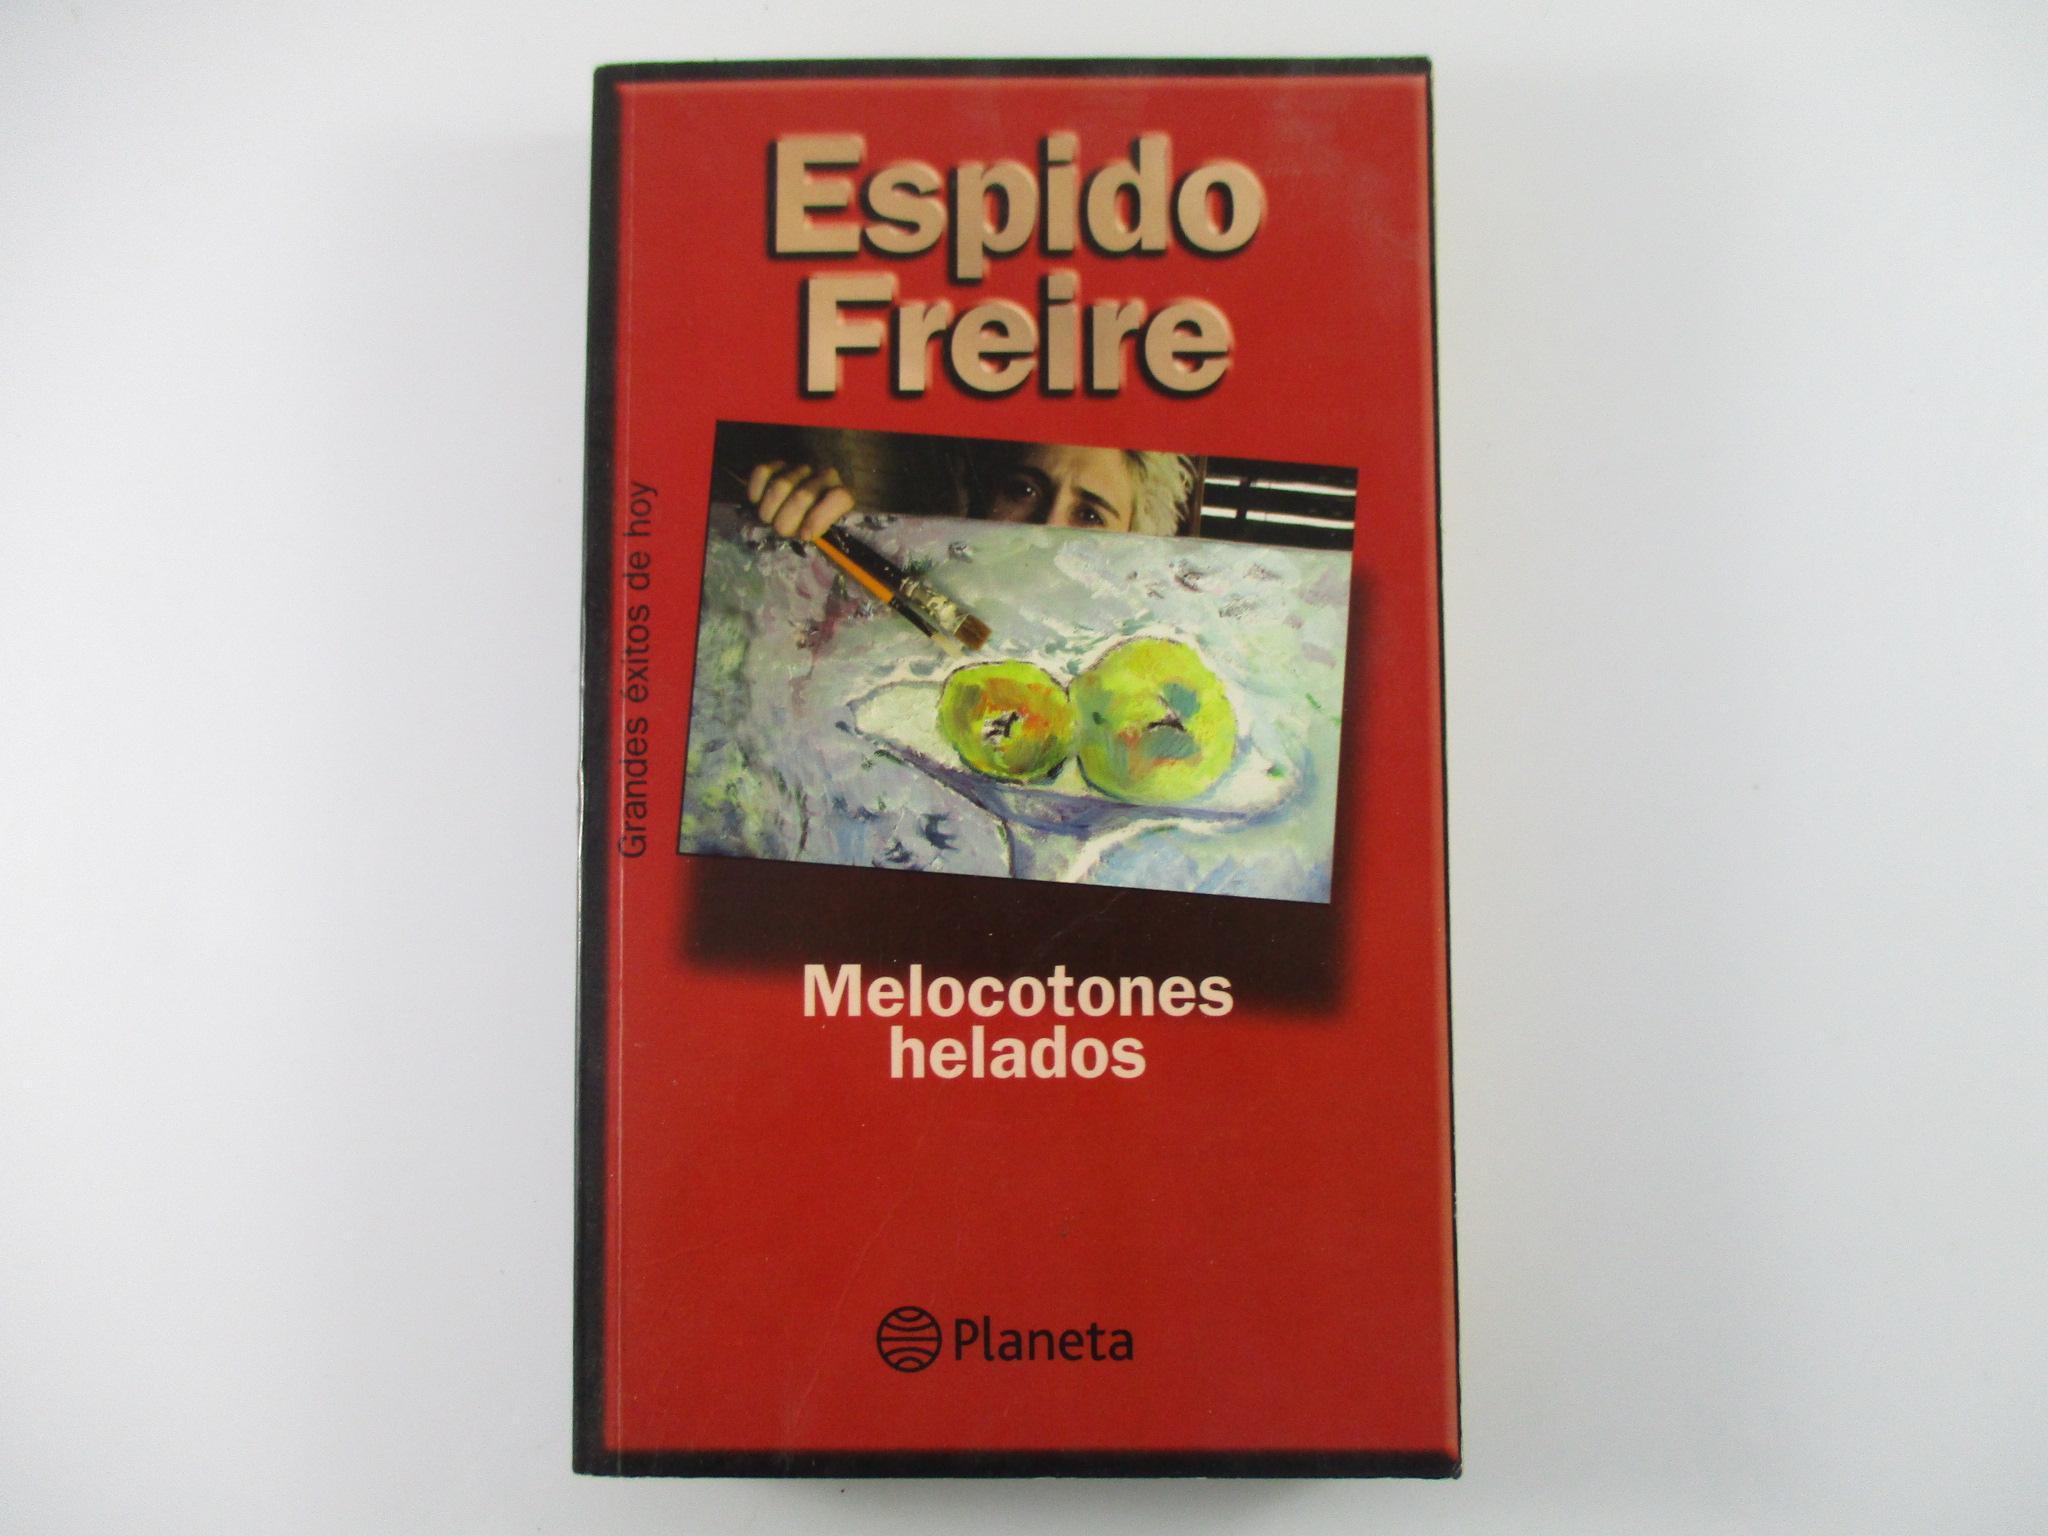 Espido
Freire
Grandes éxitos de hoy
Melocotones
helados
Planeta